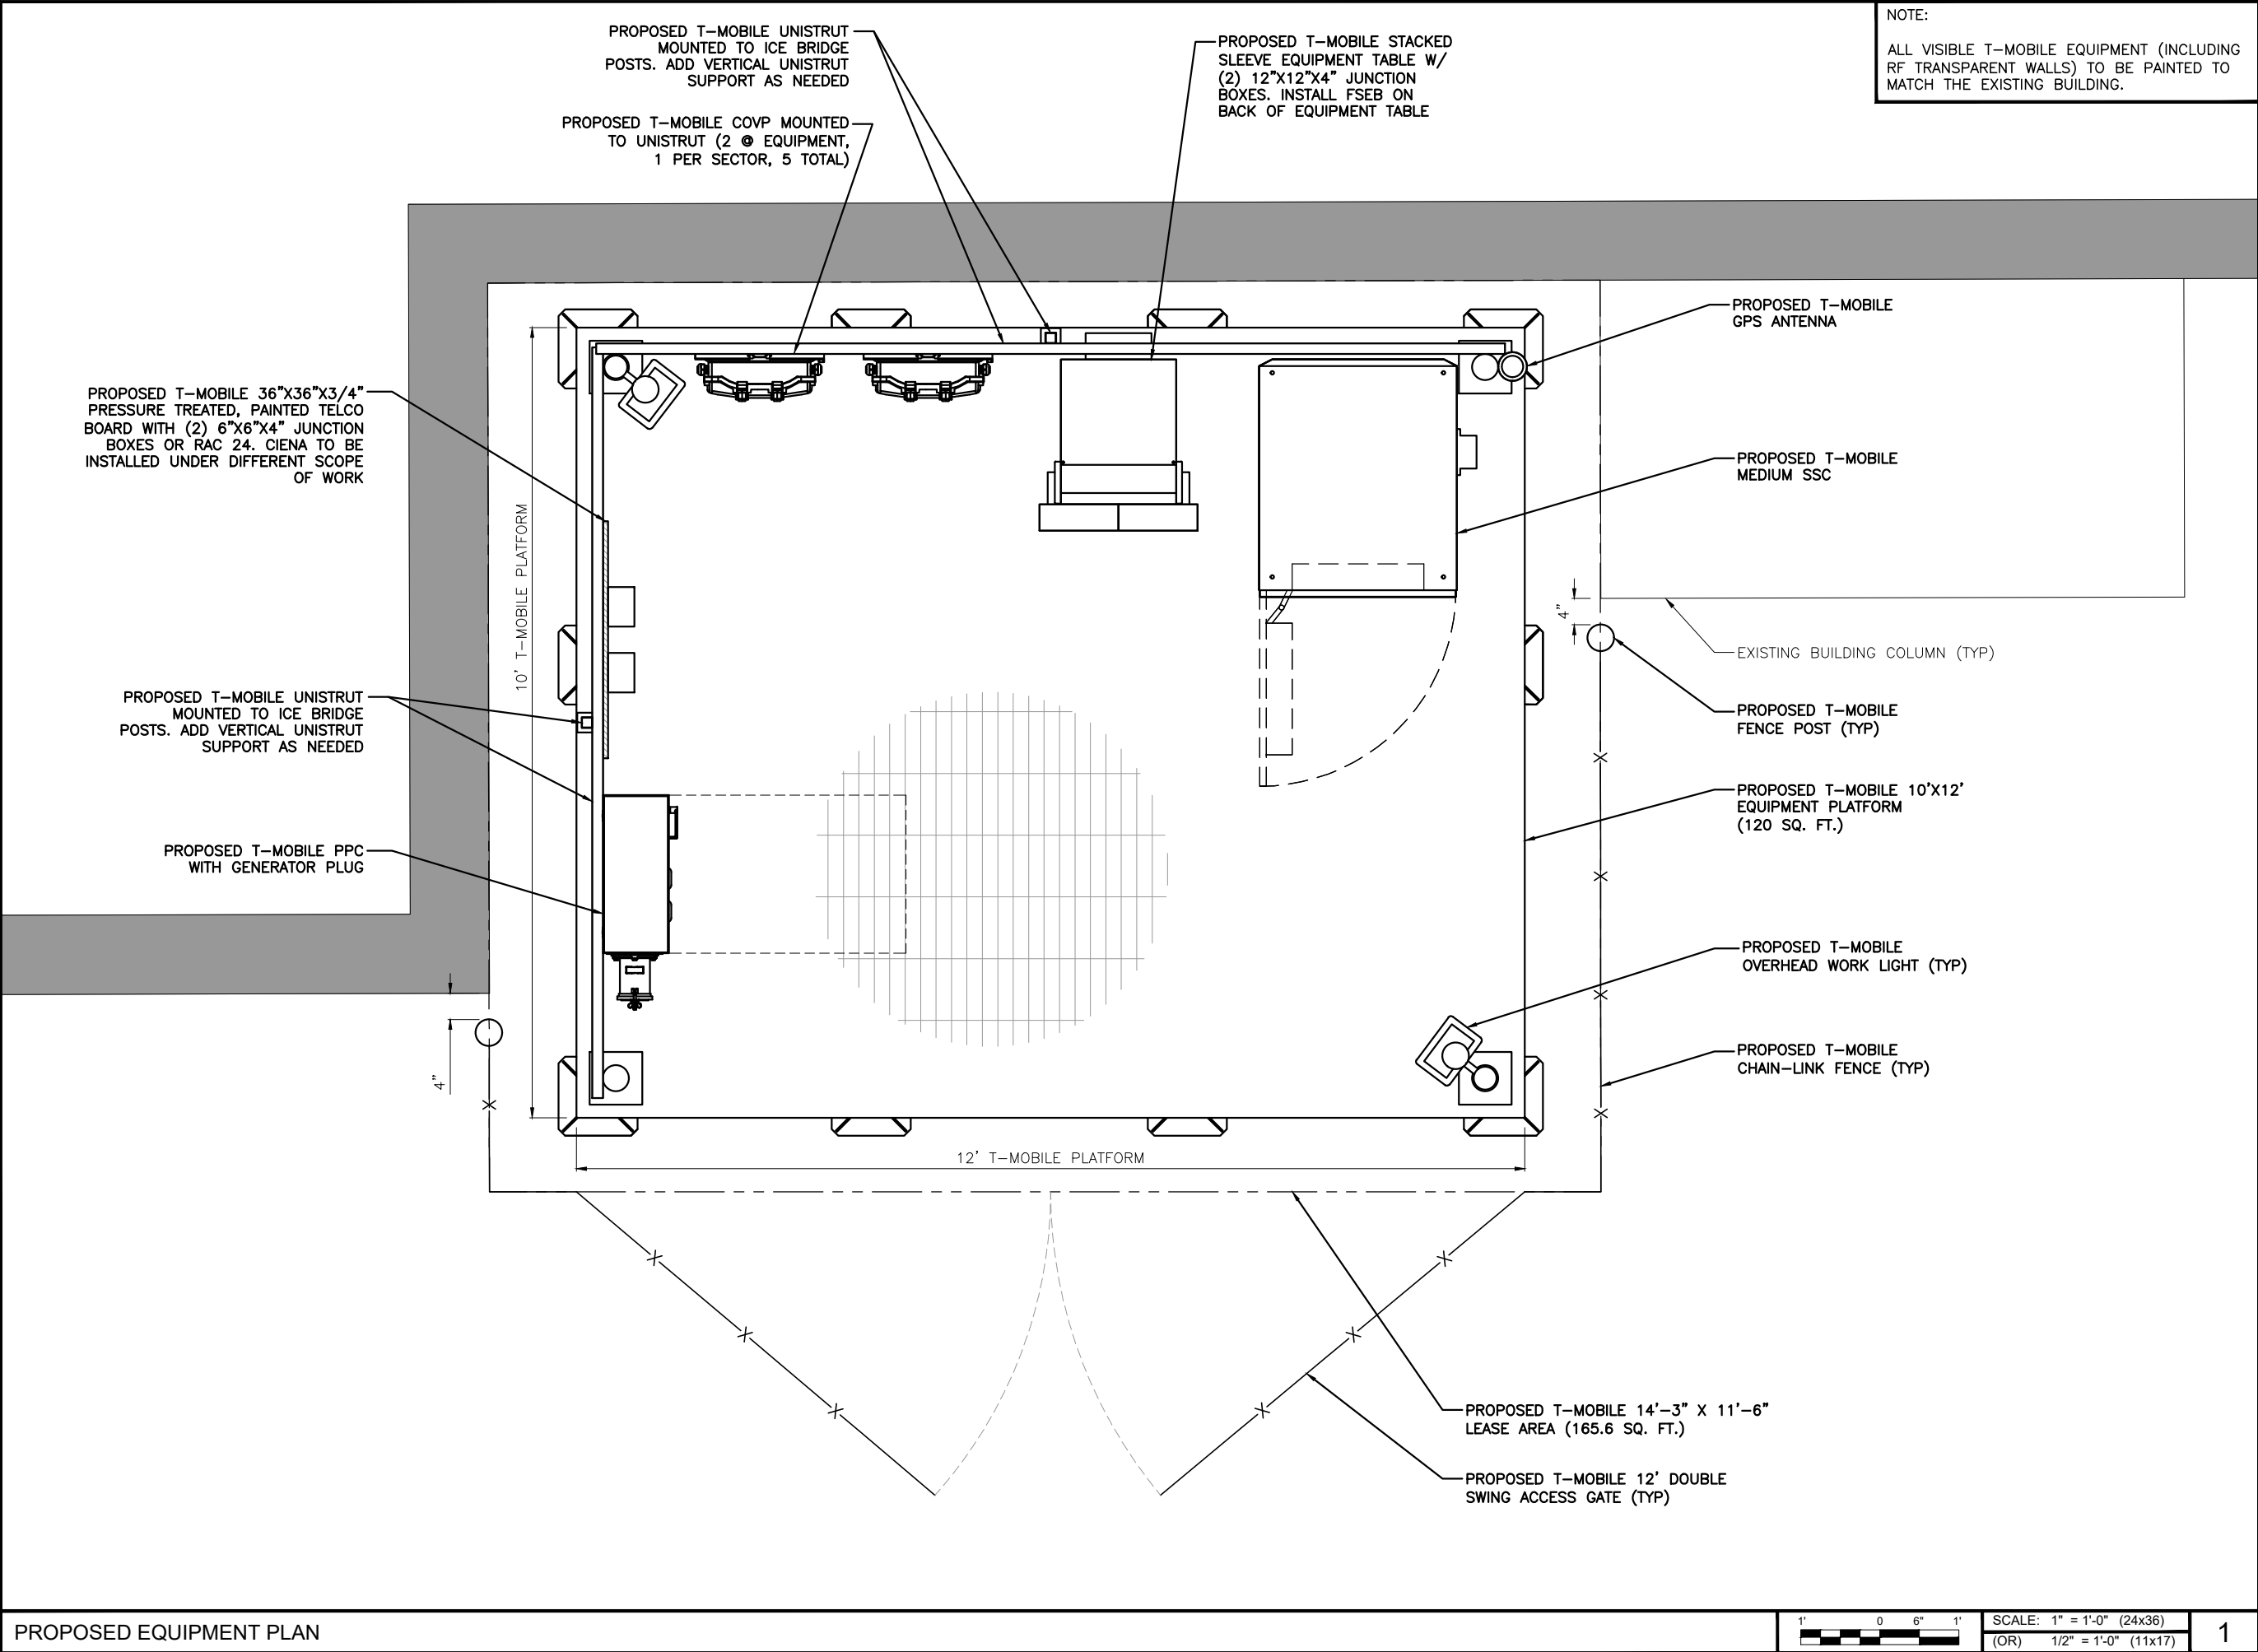 PROPOSED T-MOBILE UNISTRUT
MOUNTED TO ICE BRIDGE
POSTS. ADD VERTICAL UNISTRUT
SUPPORT AS NEEDED
PROPOSED T-MOBILE COVP MOUNTED
TO UNISTRUT (2 @ EQUIPMENT,
1 PER SECTOR, 5 TOTAL)
PROPOSED T-MOBILE STACKED
SLEEVE EQUIPMENT TABLE W/
(2) 12"X12"X4" JUNCTION
BOXES. INSTALL FSEB ON
BACK OF EQUIPMENT TABLE
NOTE:
ALL VISIBLE T-MOBILE EQUIPMENT (INCLUDING
RF TRANSPARENT WALLS) TO BE PAINTED TO
MATCH THE EXISTING BUILDING.
PROPOSED T-MOBILE 36"X36"X3/4"
PRESSURE TREATED, PAINTED TELCO
BOARD WITH (2) 6"X6"X4" JUNCTION
BOXES OR RAC 24. CIENA TO BE
INSTALLED UNDER DIFFERENT SCOPE
OF WORK
PROPOSED T-MOBILE UNISTRUT
MOUNTED TO ICE BRIDGE
POSTS. ADD VERTICAL UNISTRUT
SUPPORT AS NEEDED
PROPOSED T-MOBILE PPC
WITH GENERATOR PLUG
4"
10' T-MOBILE PLATFORM
12' T-MOBILE PLATFORM
PROPOSED T-MOBILE
GPS ANTENNA
PROPOSED T-MOBILE
MEDIUM SSC
4"
EXISTING BUILDING COLUMN (TYP)
PROPOSED T-MOBILE
FENCE POST (TYP)
PROPOSED T-MOBILE 10'X12'
EQUIPMENT PLATFORM
(120 SQ. FT.)
PROPOSED T-MOBILE
OVERHEAD WORK LIGHT (TYP)
PROPOSED T-MOBILE
CHAIN-LINK FENCE (TYP)
PROPOSED T-MOBILE 14'-3" X 11'-6"
LEASE AREA (165.6 SQ. FT.)
PROPOSED T-MOBILE 12' DOUBLE
SWING ACCESS GATE (TYP)
PROPOSED EQUIPMENT PLAN
1' 0 6" 1'
SCALE: 1" = 1'-0" (24x36)
(OR) 1/2" = 1'-0" (11x17)
1